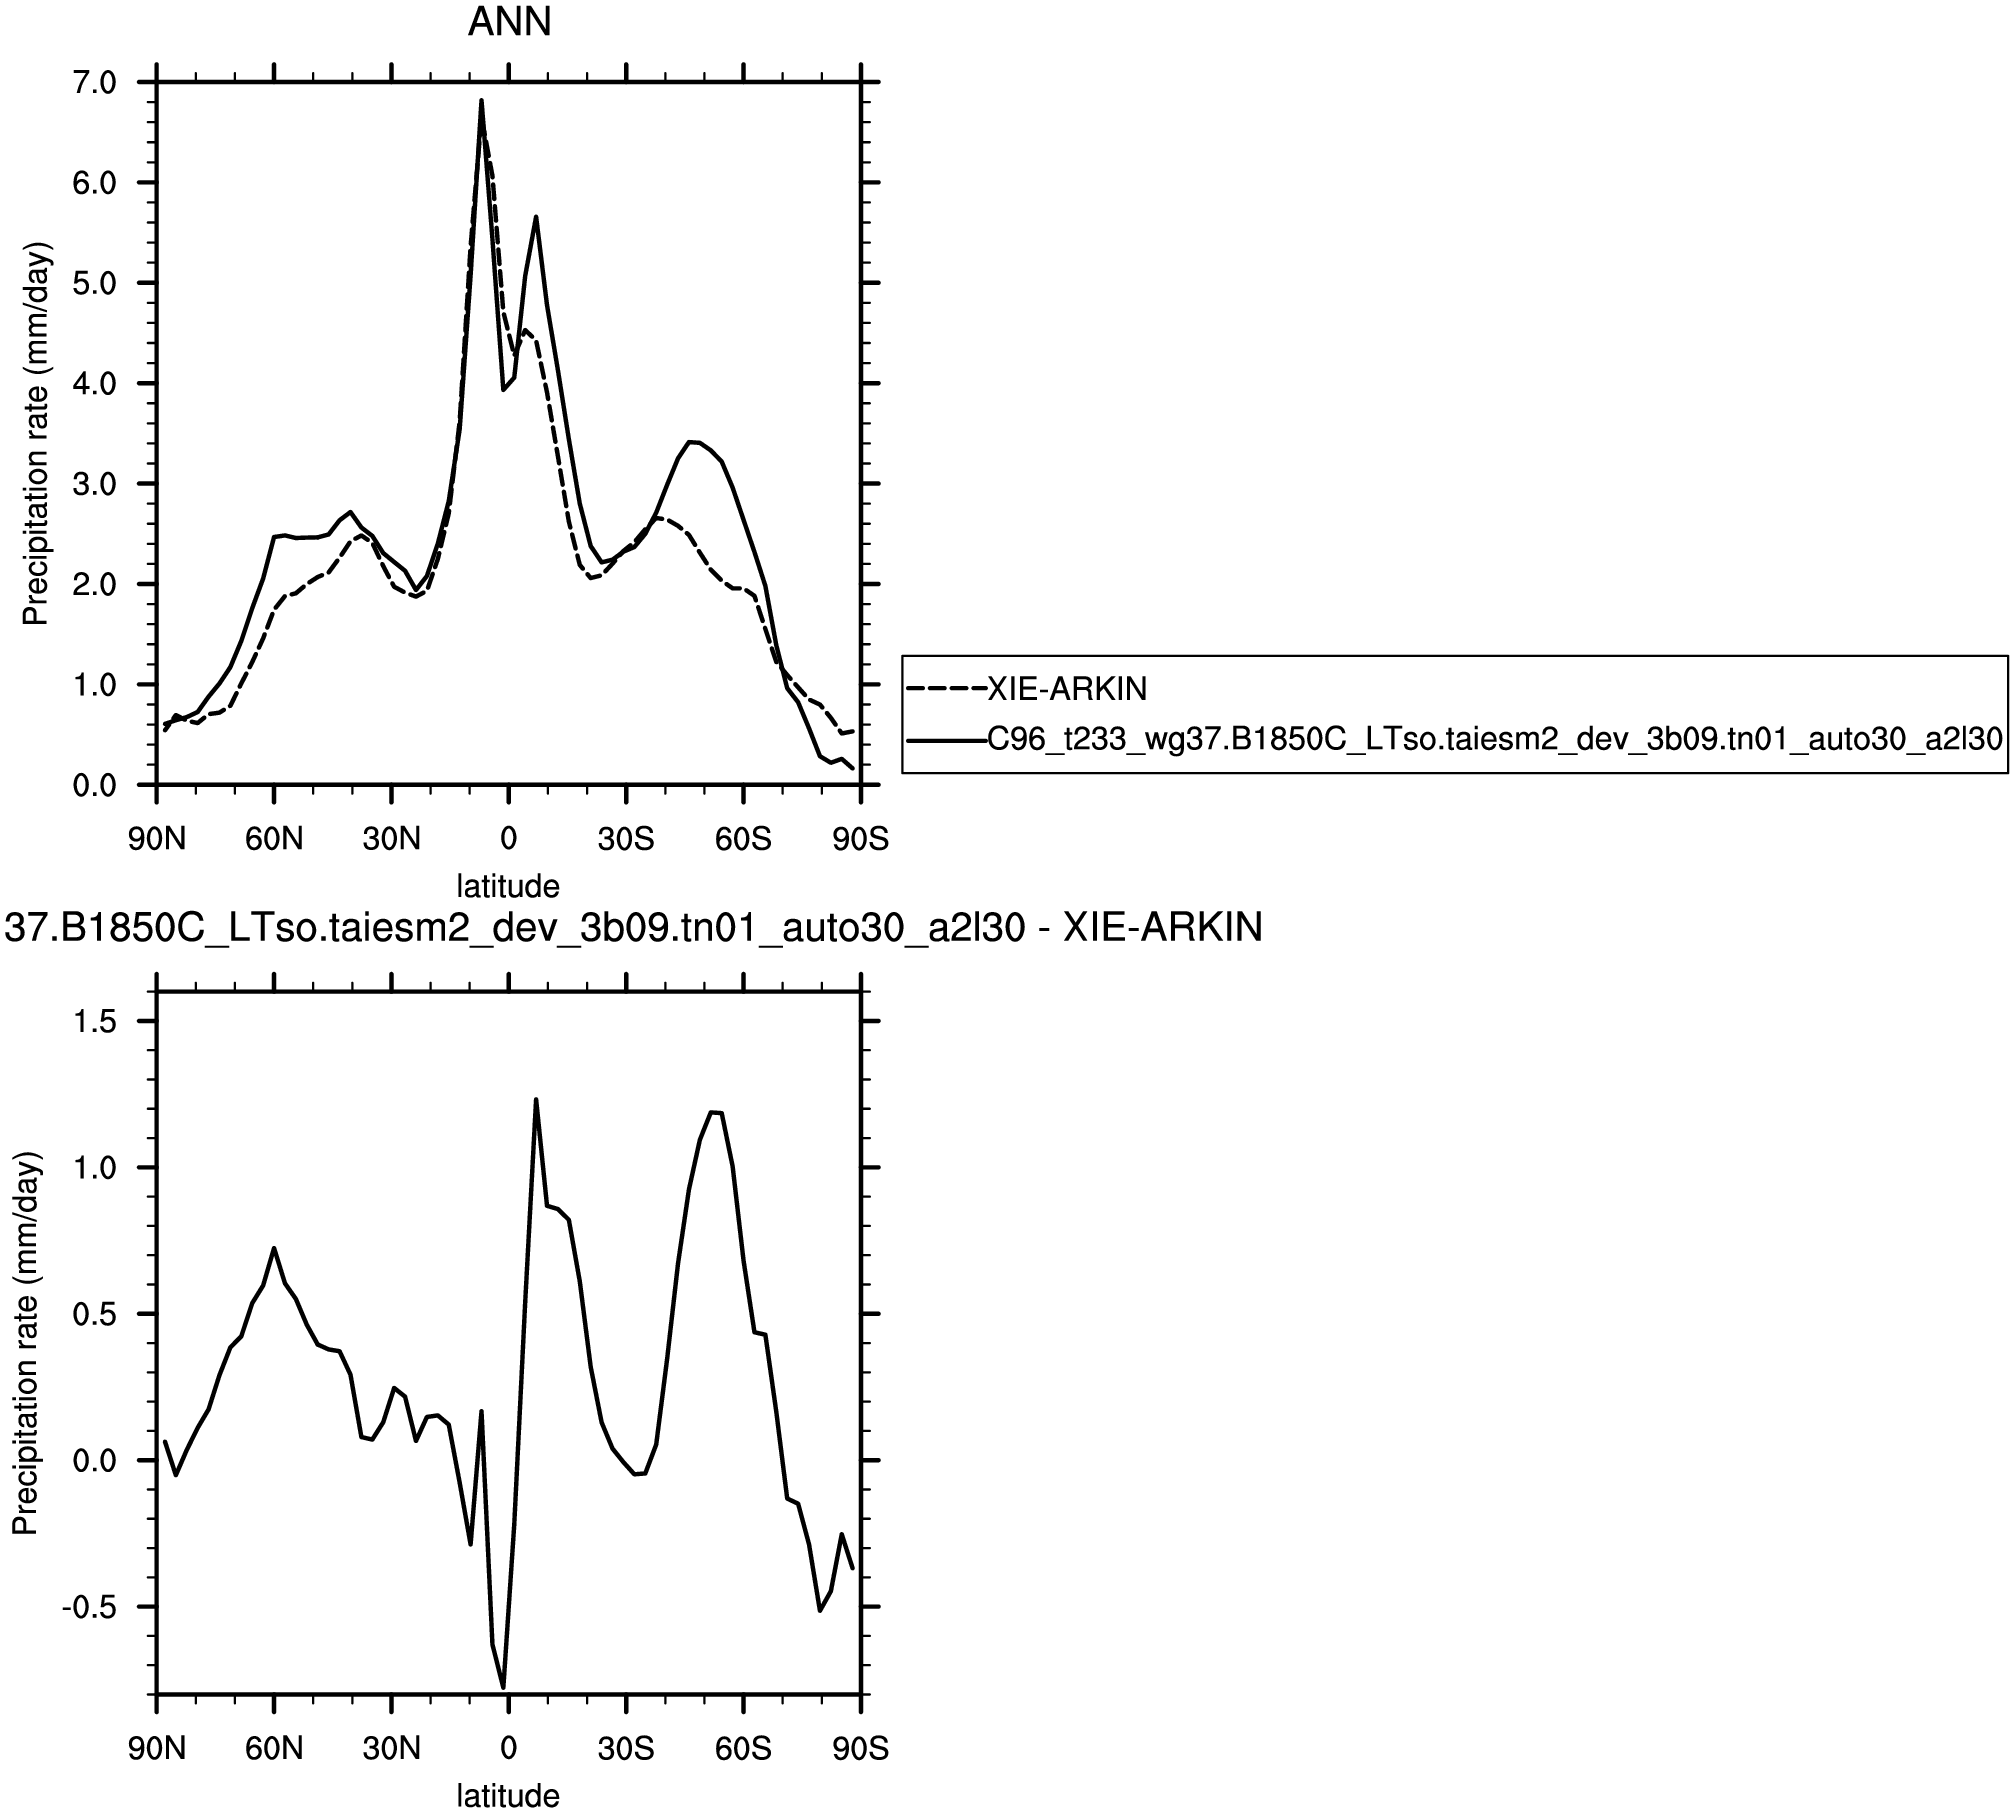 ANN
7.0
6.0
5.0
4.0
3.0
2.0
1.0
0.0
Precipitation rate (mm/day)
90N 60N 30N 0 30S 60S 90S
latitude
XIE-ARKIN
C96_t233_wg37.B1850C_LTso.taiesm2_dev_3b09.tn01_auto30_a2l30
37.B1850C_LTso.taiesm2_dev_3b09.tn01_auto30_a2l30 - XIE-ARKIN
1.5
1.0
0.5
0.0
-0.5
Precipitation rate (mm/day)
90N 60N 30N 0 30S 60S 90S
latitude